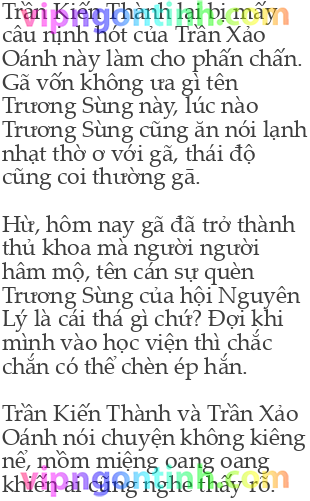 Trần Kiến Thành lại bị mấy
câu nịnh hót của Trần Xảo
Oánh này làm cho phấn chấn.
Gã vốn không ưa gì tên
Trương Sùng này, lúc nào
Trương Sùng cũng ăn nói lạnh
nhạt thờ ơ với gã, thái độ
cũng coi thường gã.
Hừ, hôm nay gã đã trở thành
thủ khoa mà người người
hâm mộ, tên cán sự quèn
Trương Sùng của hội Nguyên
Lý là cái thá gì chứ? Đợi khi
mình vào học viện thì chắc
chắn có thể chèn ép hắn.
Trần Kiến Thành và Trần Xảo
Oánh nói chuyện không kiêng
nể, mồm miệng oang oang
khiến ai cũng nghe thấy rõ.
vipngontinh.com
vipngontinh.com